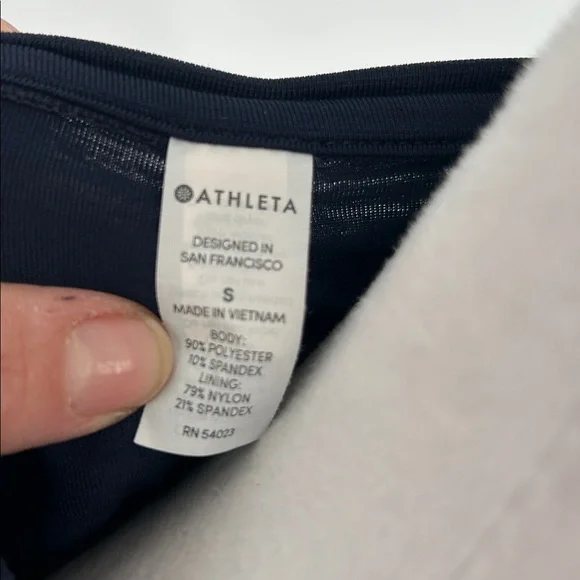 ATHLETA
DESIGNED IN
SAN FRANCISCO
S
MADE IN VIETNAM
BODY:
90% POLYESTER
10% SPANDEX
LINING:
79% NYLON
21% SPANDEX
RN 54023